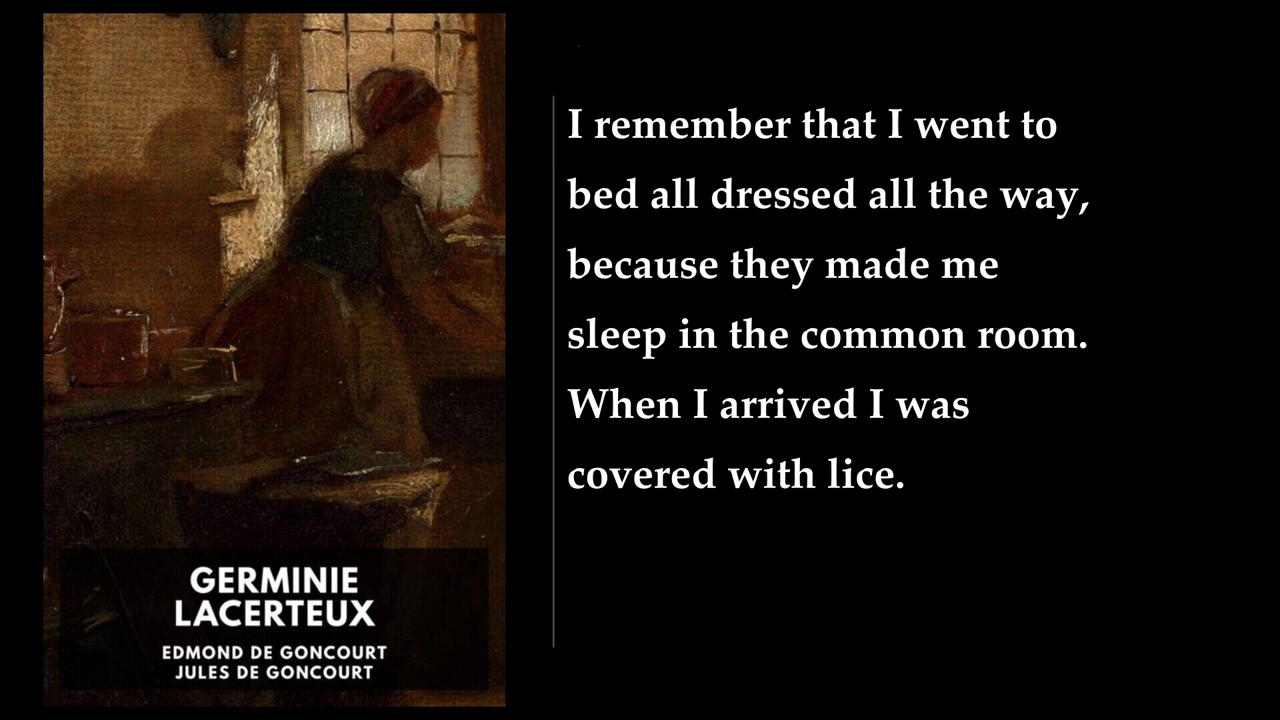 I remember that I went to
bed all dressed all the way,
because they made me
sleep in the common room.
When I arrived I was
covered with lice.
GERMINIE
LACERTEUX
EDMOND DE GONCOURT
JULES DE GONCOURT